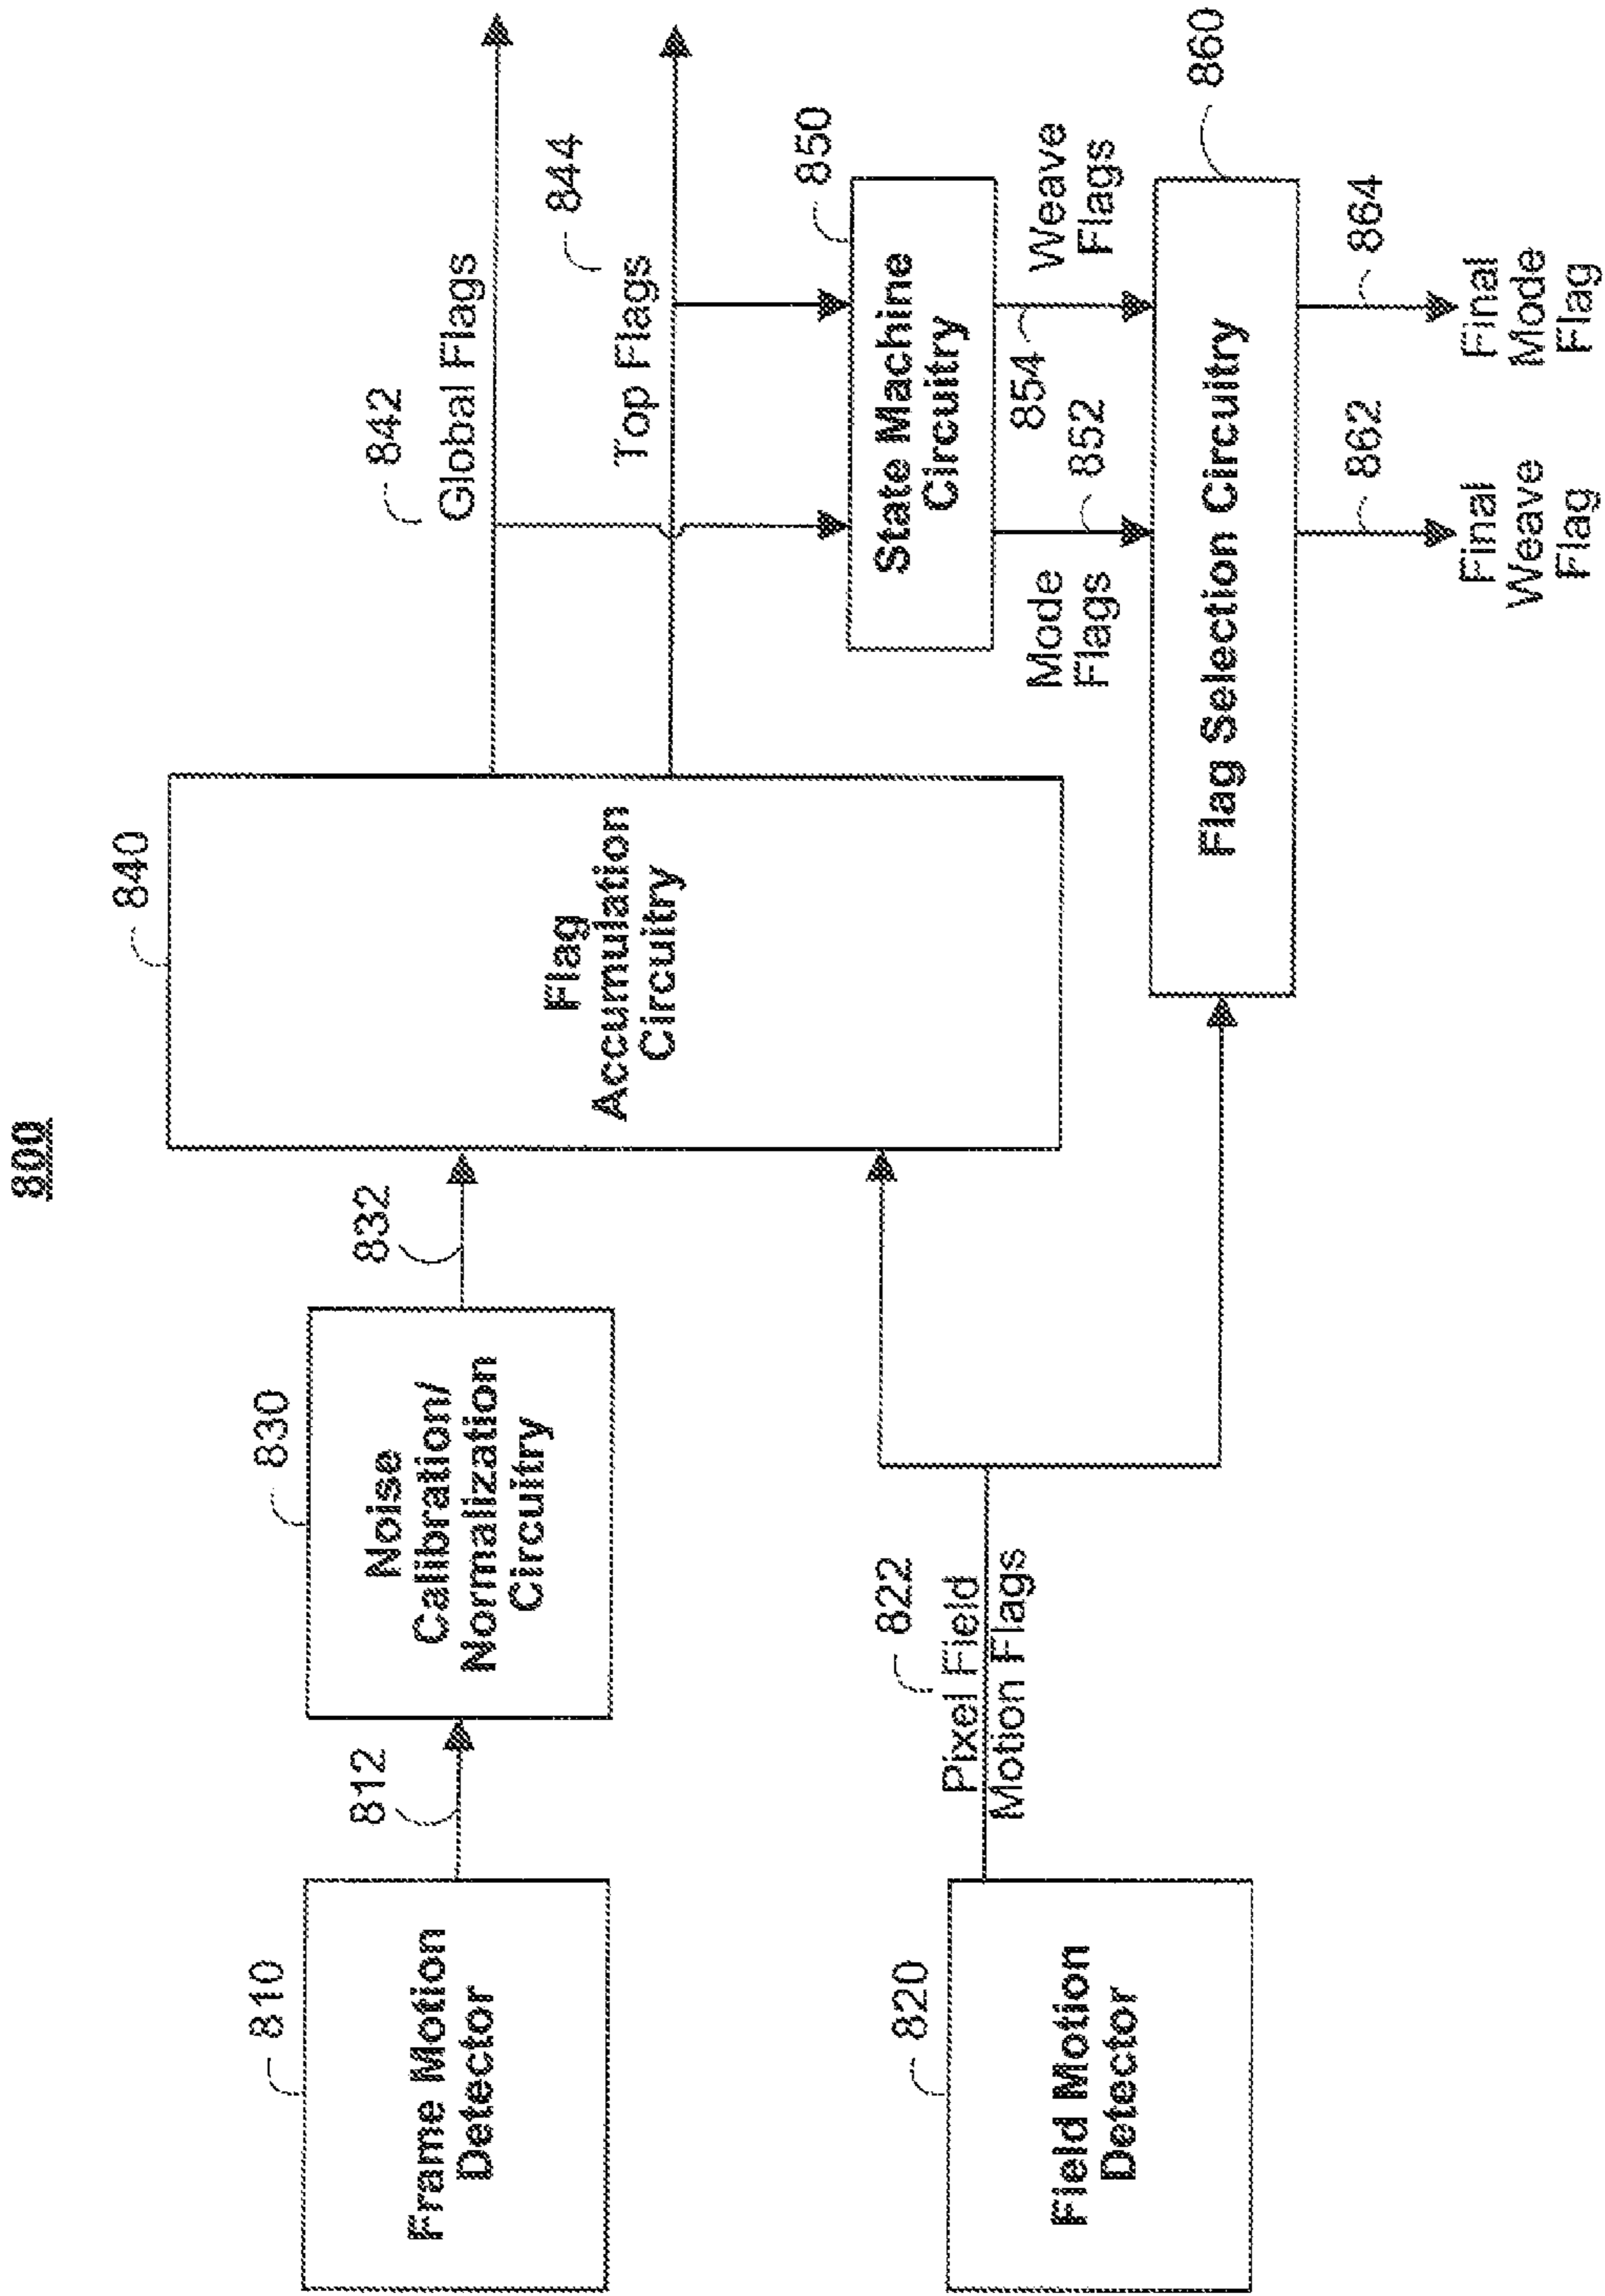 800
810
Frame Motion
Detector
812
830
Noise
Calibration/
Normalization
Circuitry
832
840
Flag
Accumulation
Circuitry
842
Global Flags
844
Top Flags
820
Field Motion
Detector
822
Pixel Field
Motion Flags
850
State Machine
Circuitry
Mode
Flags
852
854
Weave
Flags
860
Flag Selection Circuitry
862
Final
Weave
Flag
864
Final
Mode
Flag